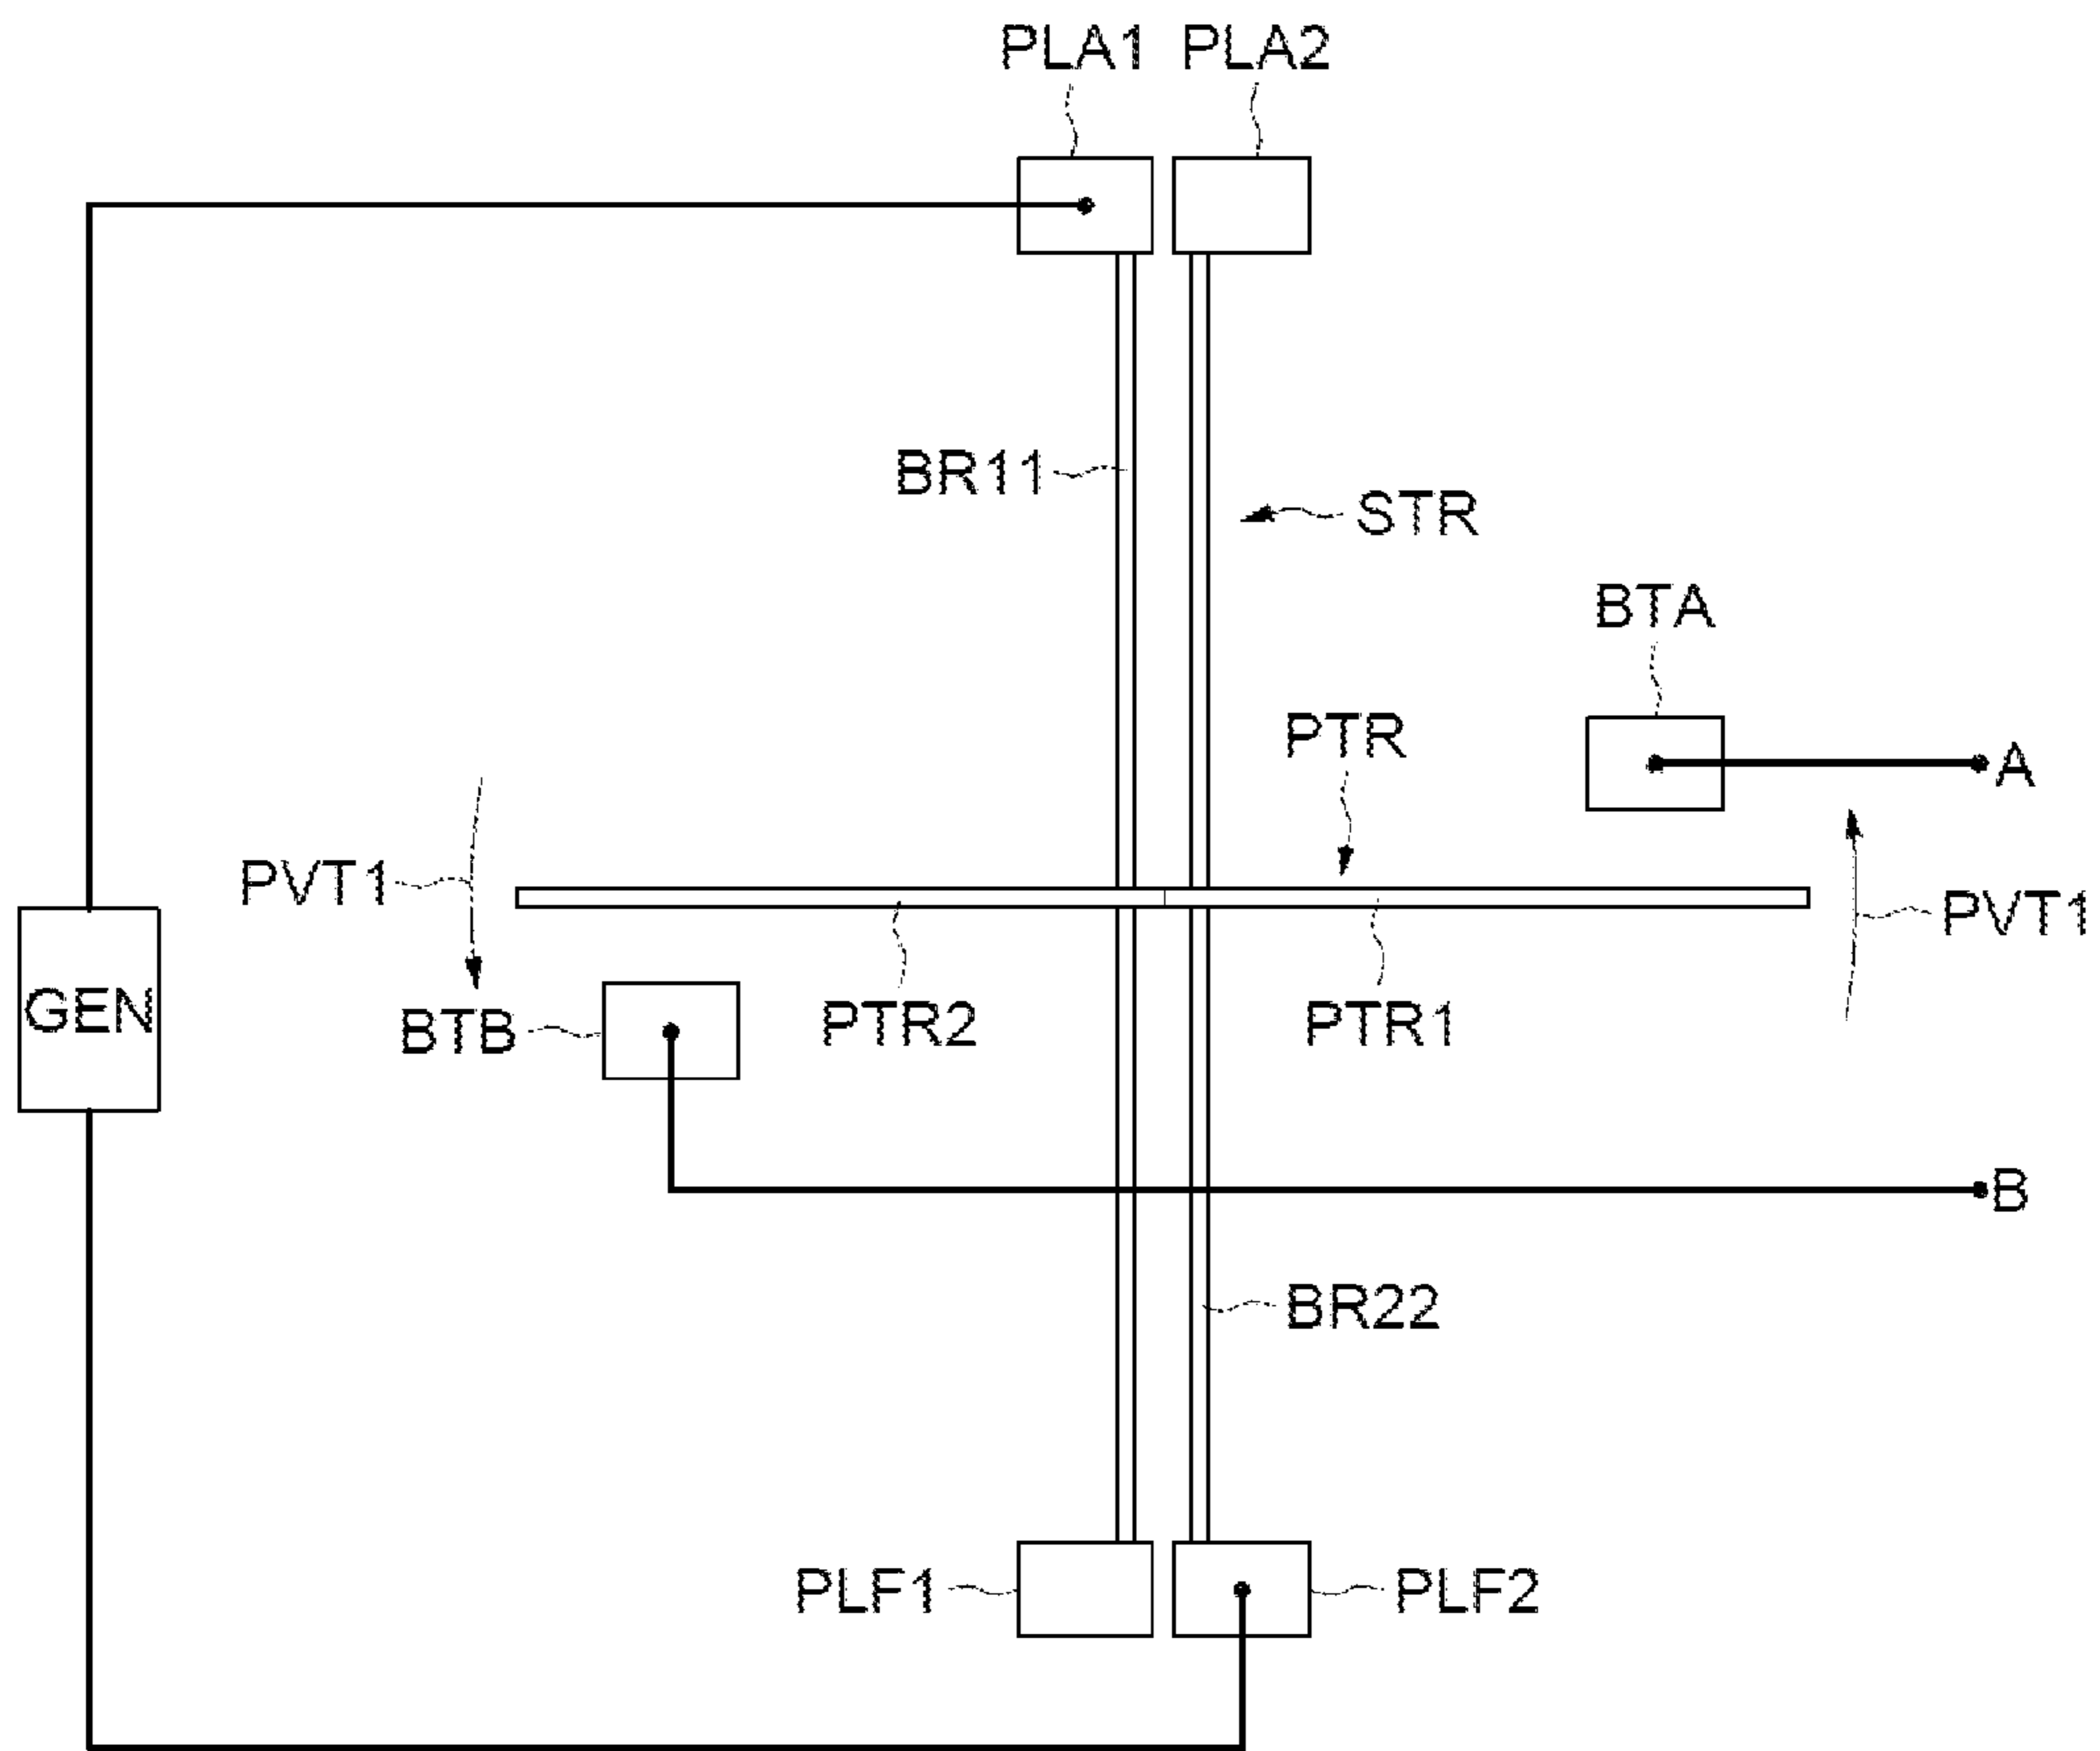 PLA1 PLA2
BR11
STR
BTA
PTR
A
PVT1
PVT1
GEN
BTB
PTR2
PTR1
B
BR22
PLF1
PLF2